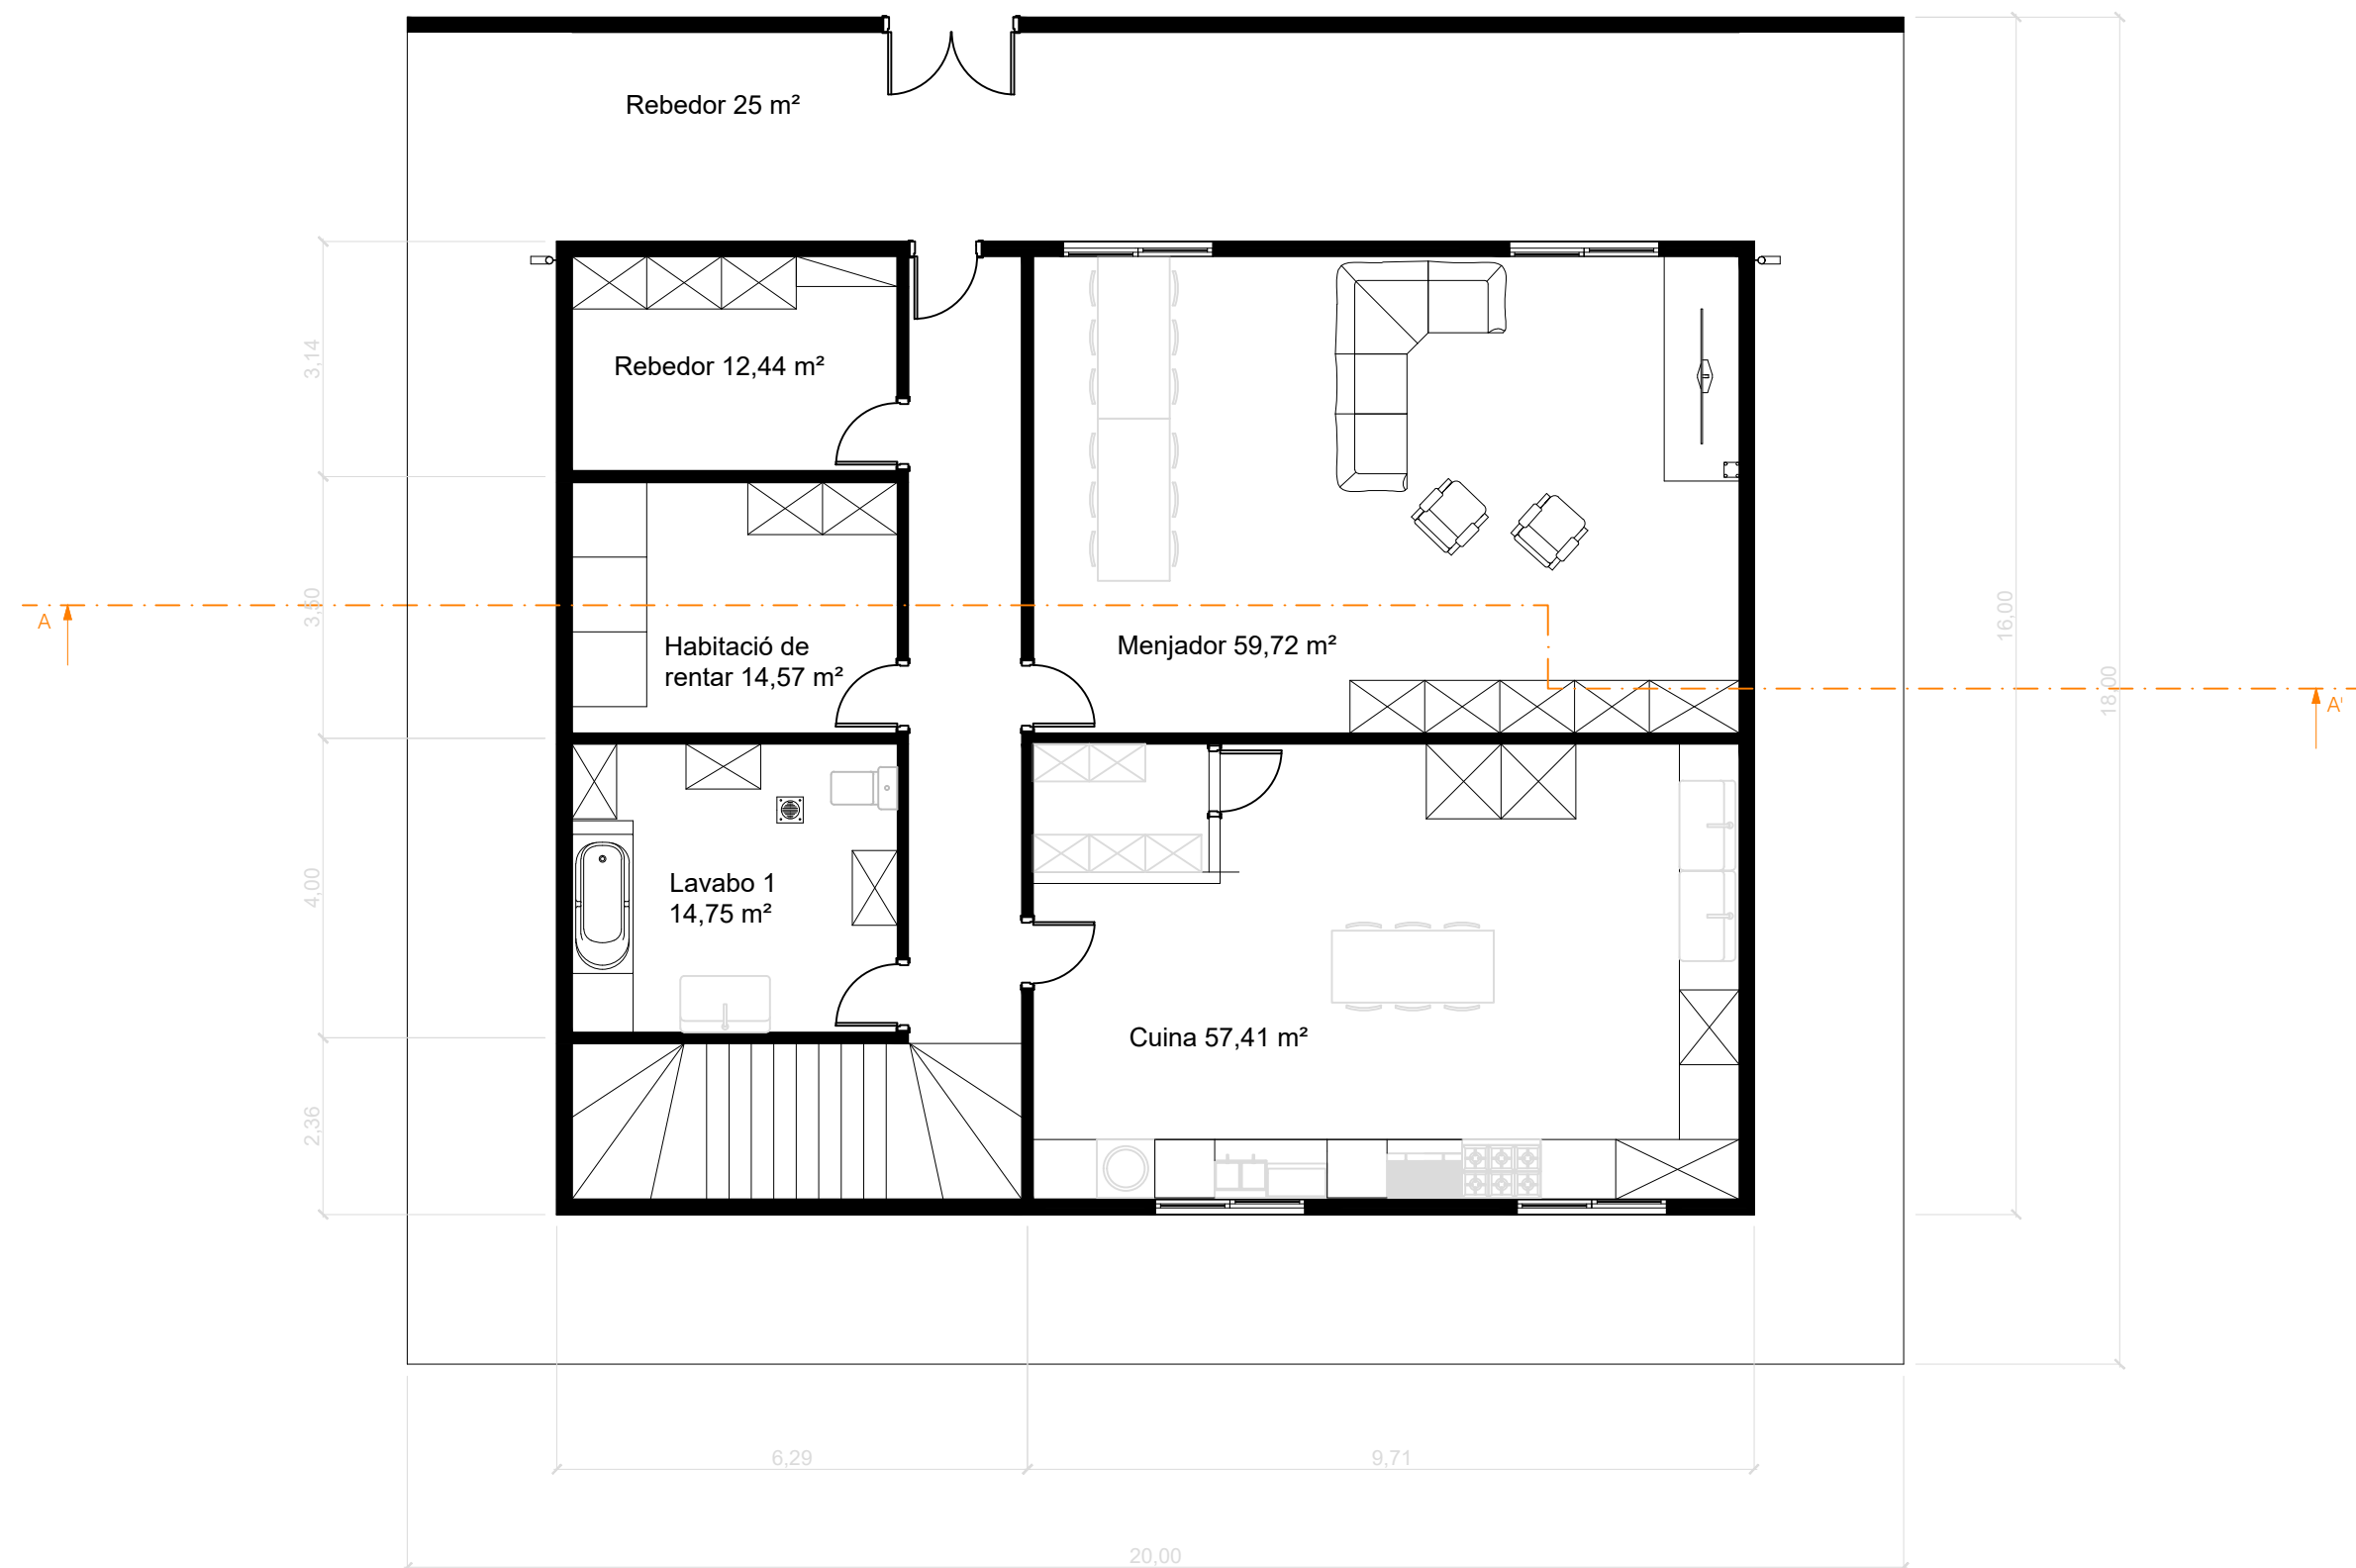 Rebedor 25 m²
3,14
Rebedor 12,44 m²
3,50
16,00
A
Habitació de
rentar 14,57 m²
Menjador 59,72 m²
18,00
A'
4,00
Lavabo 1
14,75 m²
Cuina 57,41 m²
2,36
6,29
9,71
20,00